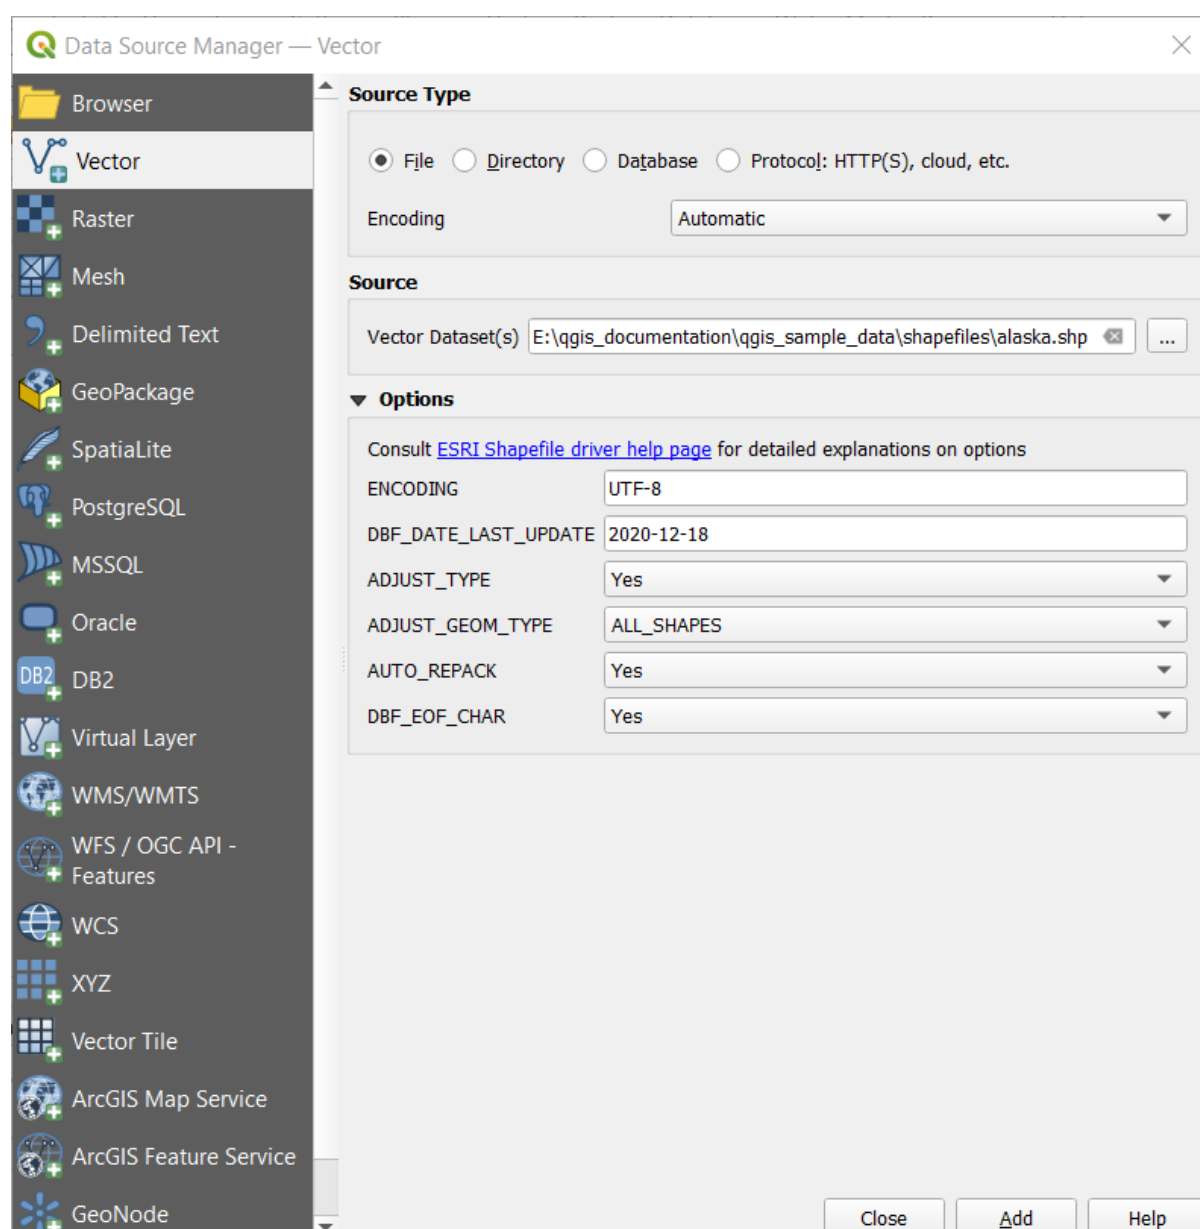 Data Source Manager — Vector
Browser
Vector
Raster
Mesh
Delimited Text
GeoPackage
SpatiaLite
PostgreSQL
MSSQL
Oracle
DB2
DB2
Virtual Layer
WMS/WMTS
WFS / OGC API -
Features
WCS
XYZ
Vector Tile
ArcGIS Map Service
ArcGIS Feature Service
GeoNode
Source Type
File Directory Database Protocol: HTTP(S), cloud, etc.
Encoding Automatic
Source
Vector Dataset(s) E:\qgis_documentation\qgis_sample_data\shapefiles\alaska.shp ...
Options
Consult ESRI Shapefile driver help page for detailed explanations on options
ENCODING UTF-8
DBF_DATE_LAST_UPDATE 2020-12-18
ADJUST_TYPE Yes
ADJUST_GEOM_TYPE ALL_SHAPES
AUTO_REPACK Yes
DBF_EOF_CHAR Yes
Close Add Help